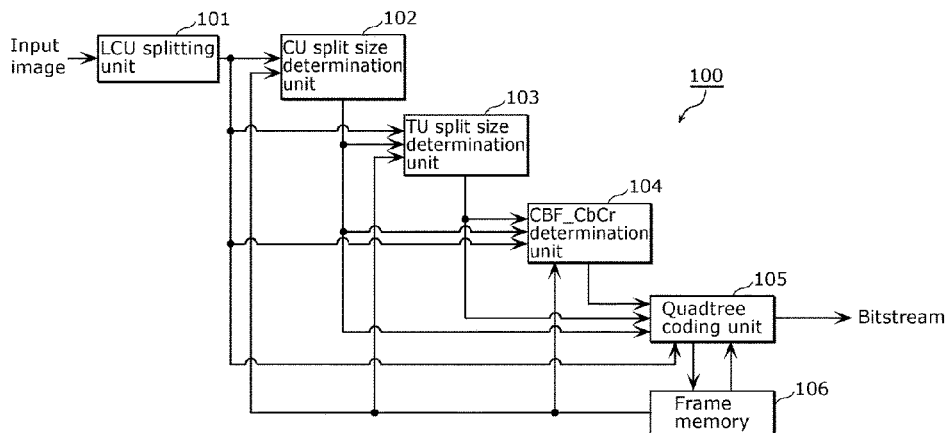 101
102
Input
image
LCU splitting
unit
CU split size
determination
unit
100
103
TU split size
determination
unit
104
CBF_CbCr
determination
unit
105
Quadtree
coding unit
Bitstream
106
Frame
memory